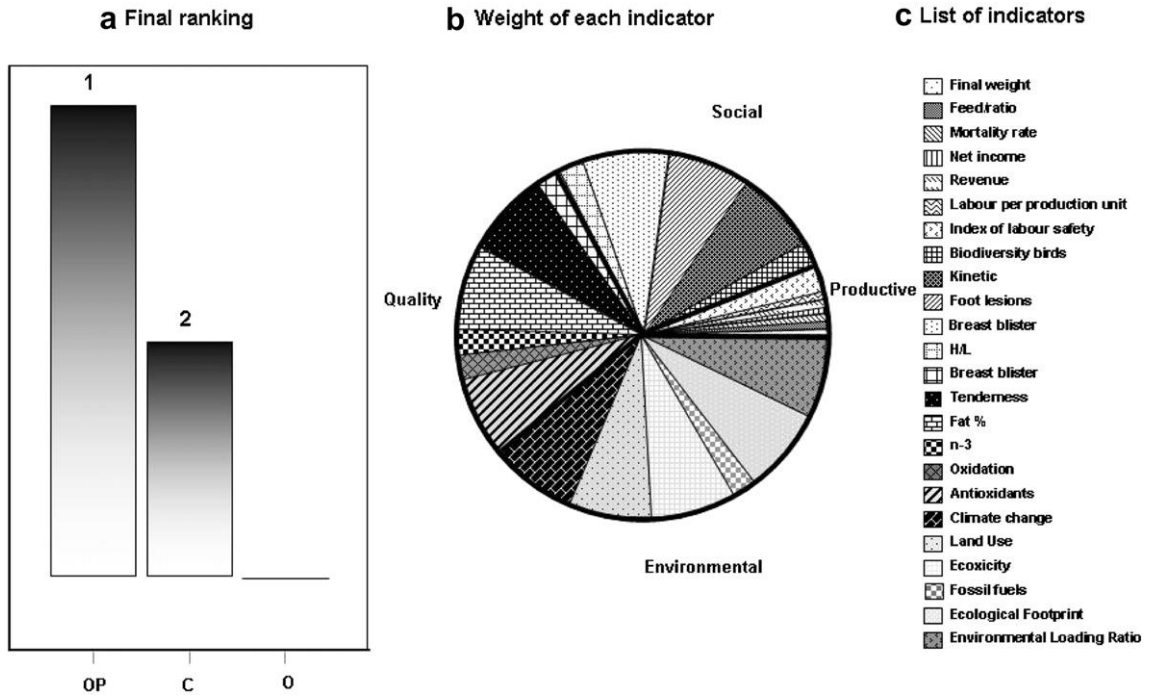 a Final ranking
1
2
OP
C
O
b Weight of each indicator
Social
Quality
Productive
Environmental
c List of indicators
Final weight
Feed/ratio
Mortality rate
Net income
Revenue
Labour per production unit
Index of labour safety
Biodiversity birds
Kinetic
Foot lesions
Breast blister
H/L
Breast blister
Tenderness
Fat %
n-3
Oxidation
Antioxidants
Climate change
Land Use
Ecoxicity
Fossil fuels
Ecological Footprint
Environmental Loading Ratio